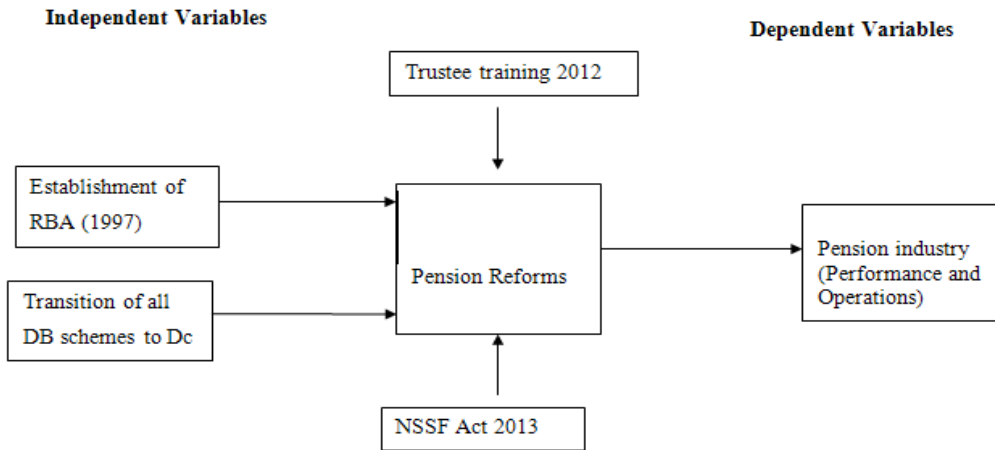 Independent Variables
Dependent Variables
Trustee training 2012
Establishment of
RBA (1997)
Transition of all
DB schemes to Dc
Pension Reforms
Pension industry
(Performance and
Operations)
NSSF Act 2013